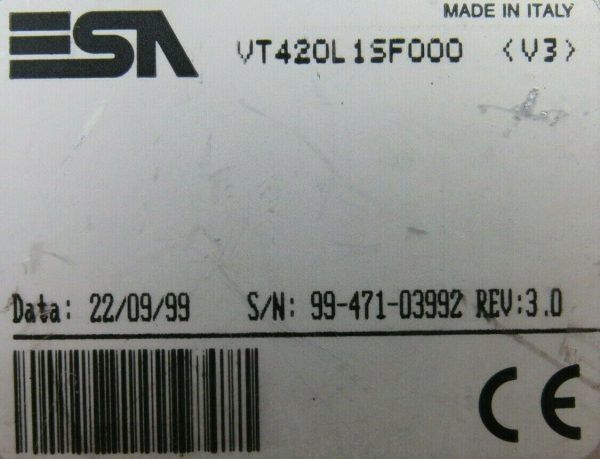 MADE IN ITALY
ESA VT420L1SF000 <V3>
Data: 22/09/99 S/N: 99-471-03992 REV:3.0
CE